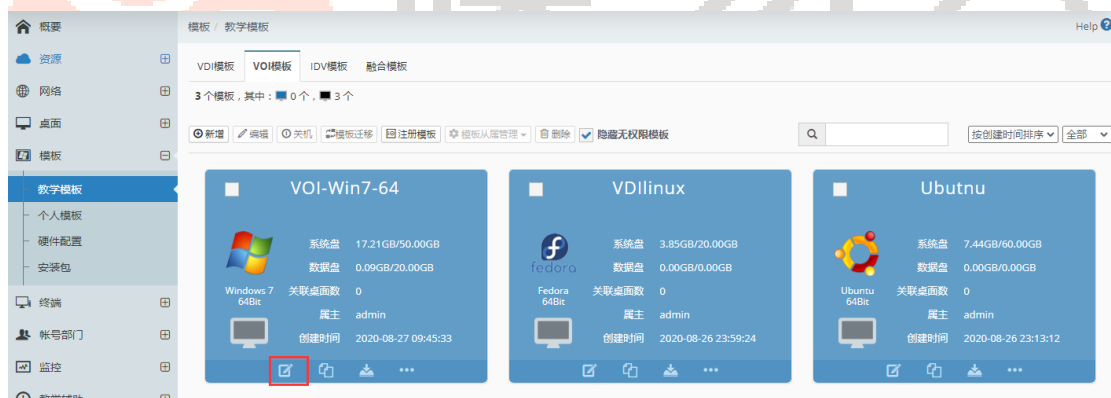 概要
模板 / 教学模板
Help
资源
VDI模板 VOI模板 IDV模板 融合模板
网络
3 个模板 , 其中 : 0 个 , 3 个
桌面
新增 编辑 关机 模板迁移 注册模板 模板从属管理 删除 隐藏无权限模板
按创建时间排序 全部
模板
教学模板
个人模板
硬件配置
安装包
终端
帐号部门
监控
教学辅助
VOI-Win7-64
系统盘 17.21GB/50.00GB
数据盘 0.09GB/20.00GB
Windows 7 64Bit
关联桌面数 0
属主 admin
创建时间 2020-08-27 09:45:33
VDIlinux
fedora
系统盘 3.85GB/20.00GB
数据盘 0.00GB/0.00GB
Fedora 64Bit
关联桌面数 0
属主 admin
创建时间 2020-08-26 23:59:24
Ubutnu
系统盘 7.44GB/60.00GB
数据盘 0.00GB/0.00GB
Ubuntu 64Bit
关联桌面数 0
属主 admin
创建时间 2020-08-26 23:13:12